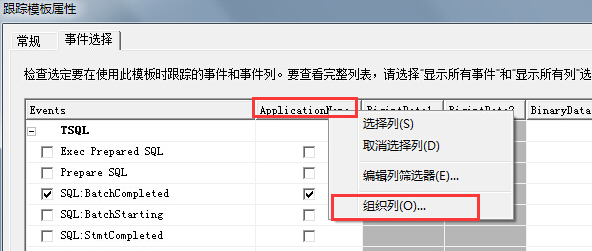 跟踪模板属性
常规 事件选择
检查选定要在使用此模板时跟踪的事件和事件列。要查看完整列表，请选择"显示所有事件"和"显示所有列"选
Events ApplicationName BigintData1 BigintData2 BinaryData
TSQL
选择列(S)
Exec Prepared SQL
取消选择列(D)
Prepare SQL
编辑列筛选器(E)...
SQL:BatchCompleted
组织列(O)...
SQL:BatchStarting
SQL:StmtCompleted